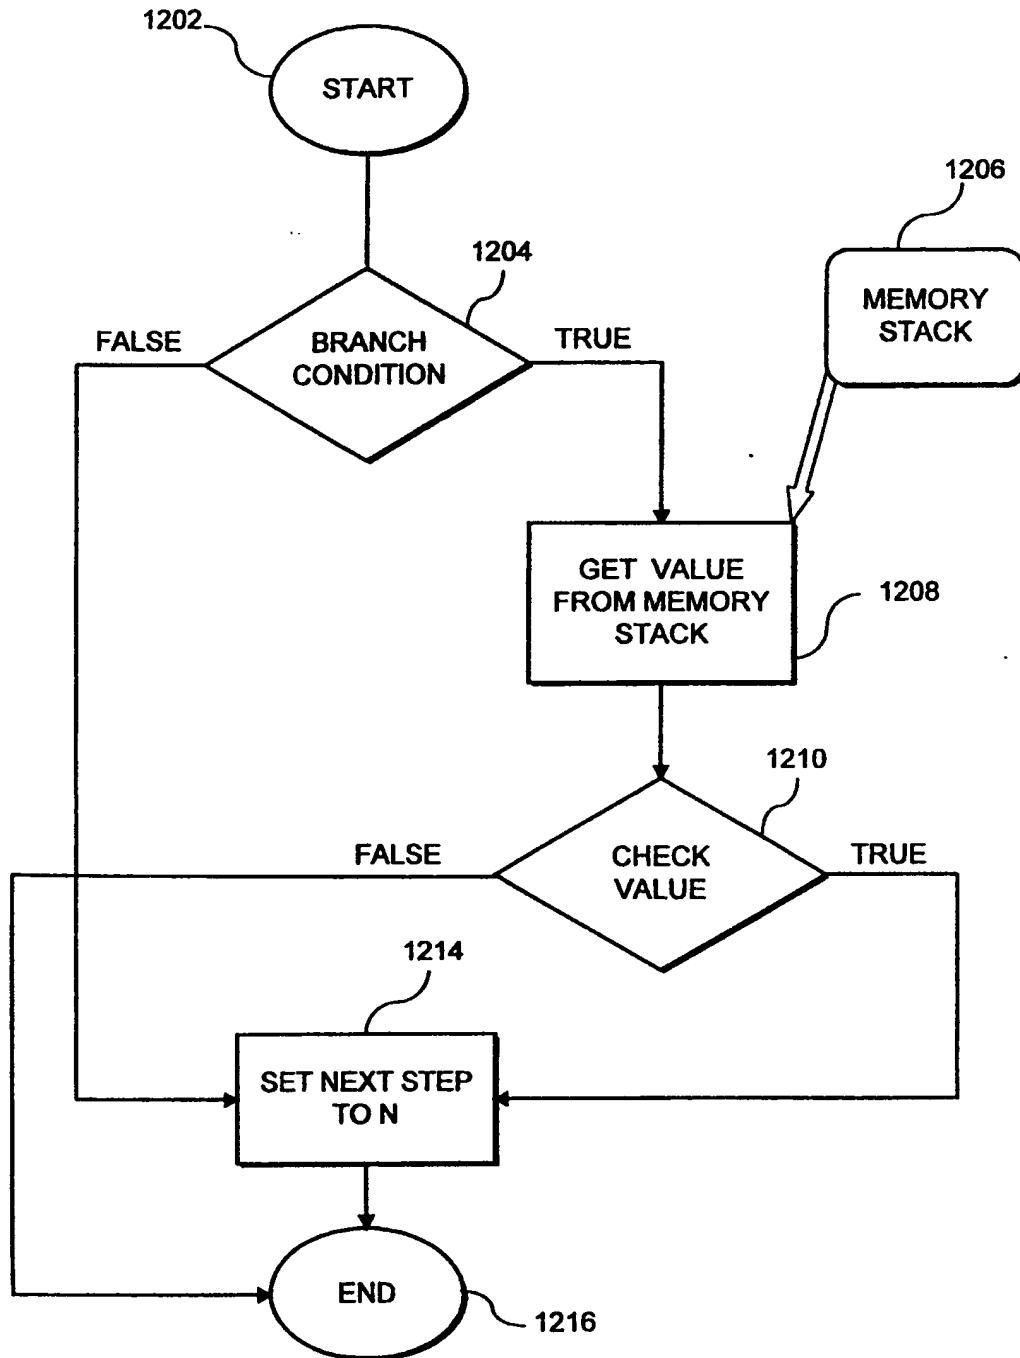 1202
START
1206
1204
MEMORY
STACK
FALSE
TRUE
BRANCH
CONDITION
GET VALUE
FROM MEMORY
STACK
1208
1210
FALSE
TRUE
CHECK
VALUE
1214
SET NEXT STEP
TO N
END
1216